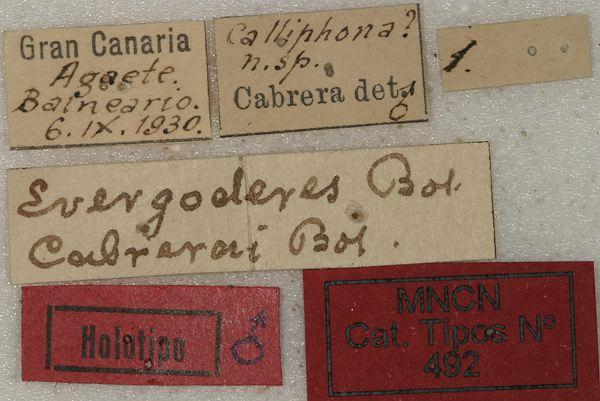 Gran Canaria
Agaete.
Balneario.
6.IX.1930.
Calliphona?
n.sp.
Cabrera det.
1.
Evergoderes Bol.
Cabrerai Bol.
Holotipo ♂
MNCN
Cat. Tipos Nº
492